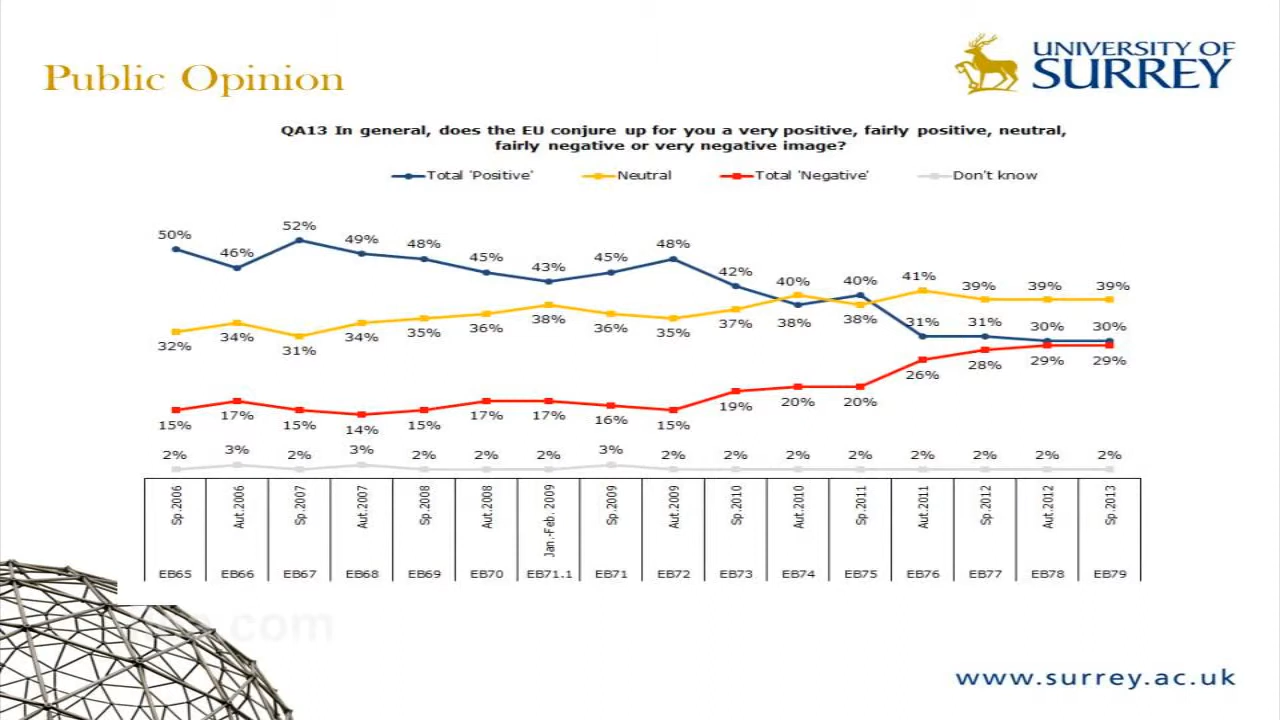 Public Opinion
UNIVERSITY OF
SURREY
QA13 In general, does the EU conjure up for you a very positive, fairly positive, neutral,
fairly negative or very negative image?
Total 'Positive' Neutral Total 'Negative' Don't know
50% 46% 52% 49% 48% 45% 43% 45% 48% 42% 38% 40% 31% 31% 30% 30%
32% 34% 31% 34% 35% 36% 38% 36% 35% 37% 40% 38% 41% 39% 39% 39%
15% 17% 15% 14% 15% 17% 17% 16% 15% 19% 20% 20% 26% 28% 29% 29%
2% 3% 2% 3% 2% 2% 2% 3% 2% 2% 2% 2% 2% 2% 2% 2%
Sp.2006 Aut.2006 Sp.2007 Aut.2007 Sp.2008 Aut.2008 Jan.-Feb. 2009 Sp.2009 Aut.2009 Sp.2010 Aut.2010 Sp.2011 Aut.2011 Sp.2012 Aut.2012 Sp.2013
EB65 EB66 EB67 EB68 EB69 EB70 EB71.1 EB71 EB72 EB73 EB74 EB75 EB76 EB77 EB78 EB79
.com
www.surrey.ac.uk